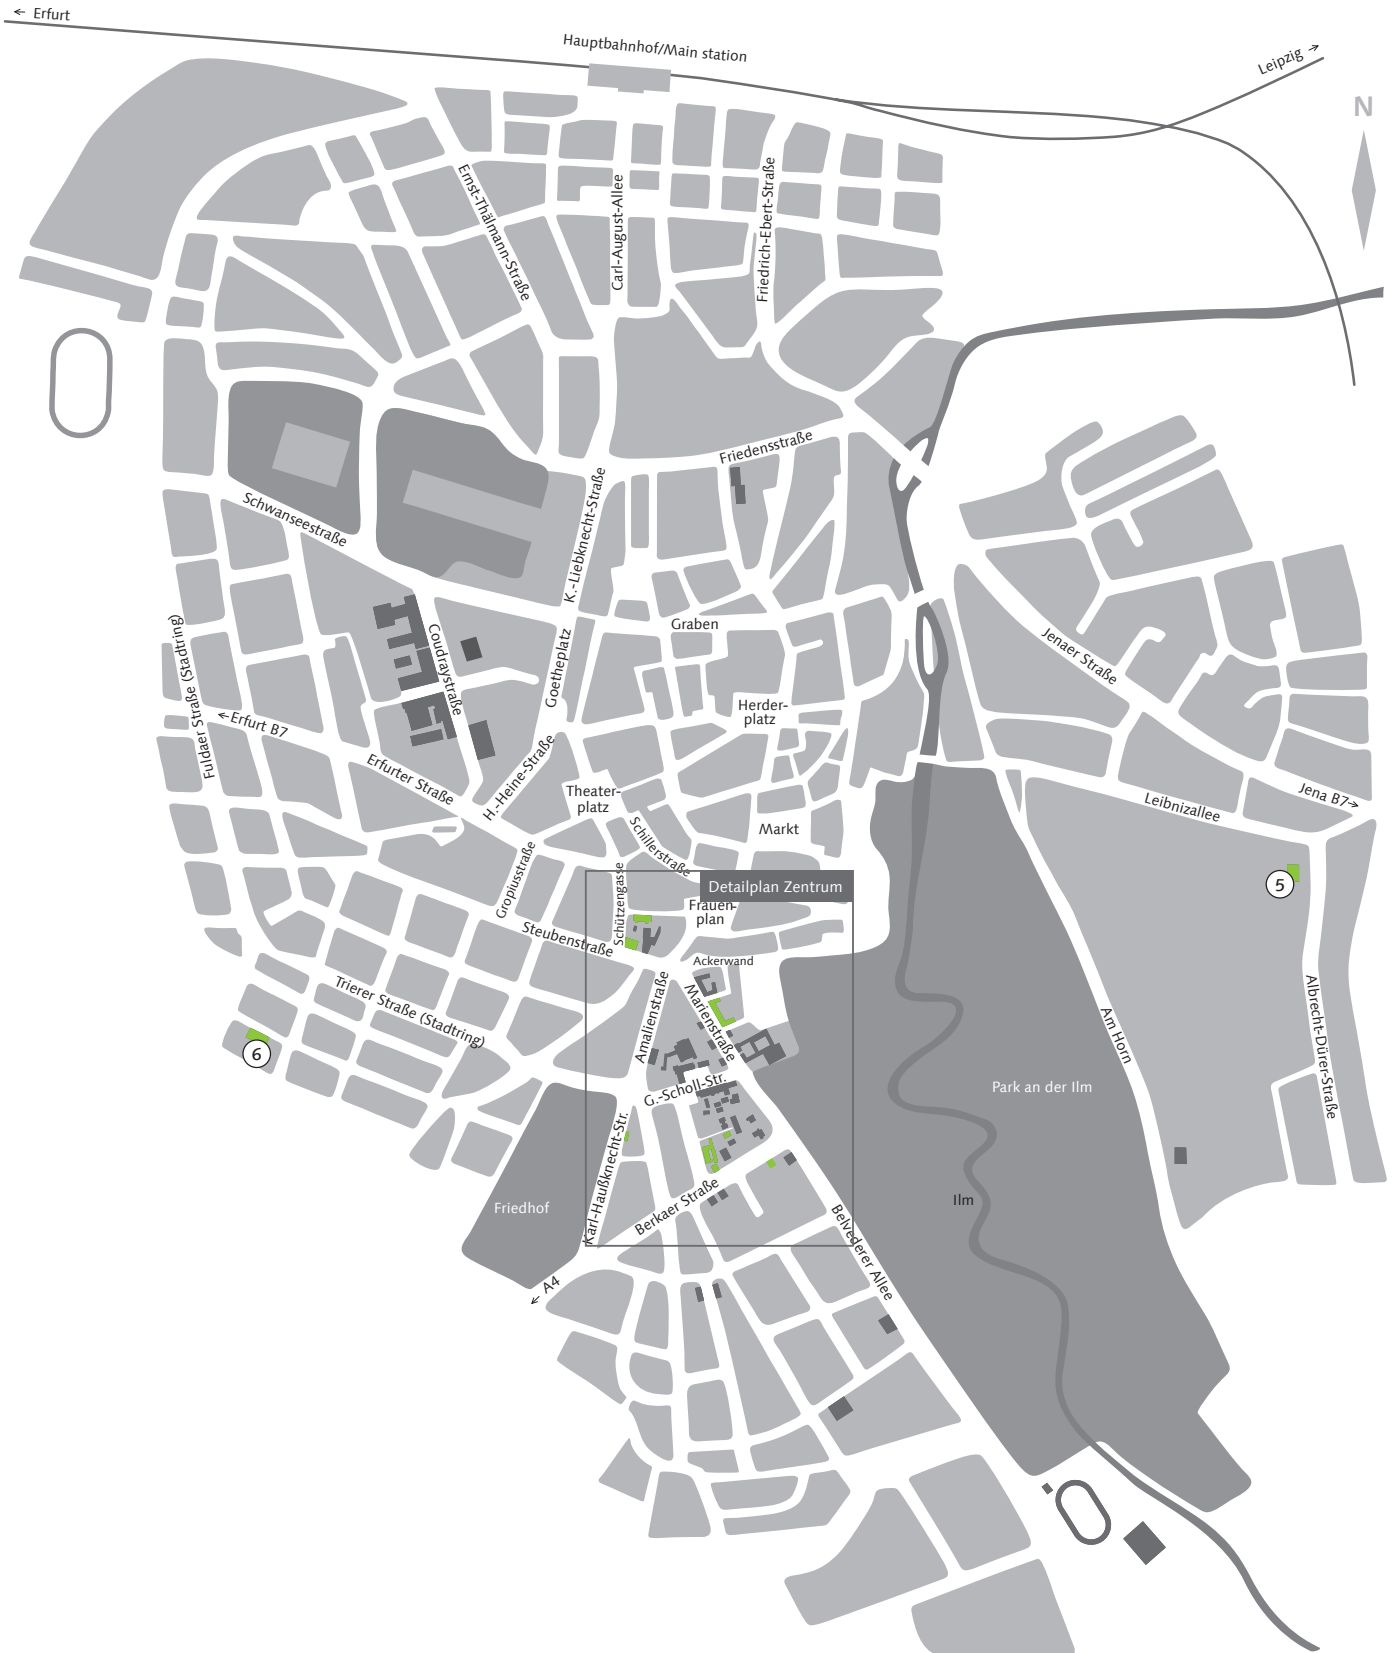 ← Erfurt
Hauptbahnhof/Main station
Leipzig →
N
Ernst-Thälmann-Straße
Carl-August-Allee
Friedrich-Ebert-Straße
Friedensstraße
Schwanseestraße
K.-Liebknecht-Straße
Graben
Coudraystraße
Goetheplatz
Jenaer Straße
Fuldaer Straße (Stadtring)
←Erfurt B7
Herder-
platz
Erfurter Straße
H.-Heine-Straße
Theater-
platz
Markt
Schillerstraße
Leibnizallee
Jena B7→
Gropiusstraße
Schützengasse
Detailplan Zentrum
5
Frauen-
plan
Steubenstraße
Ackerwand
Trierer Straße (Stadtring)
Amalienstraße
Marienstraße
Am Horn
Albrecht-Dürer-Straße
6
G.-Scholl-Str.
Park an der Ilm
Karl-Haußknecht-Str.
Berkaer Straße
Friedhof
Ilm
Belvederer Allee
← A4